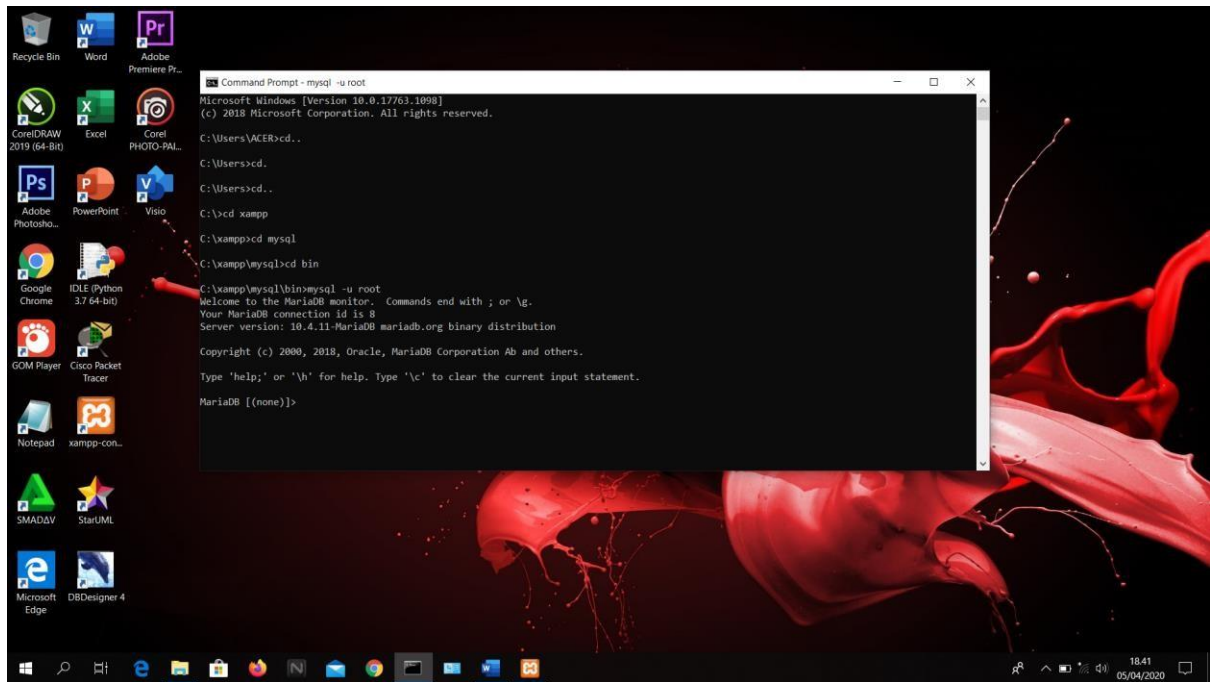 Recycle Bin
Word
Adobe
Premiere Pr...
CorelDRAW
2019 (64-Bit)
Excel
Corel
PHOTO-PAI...
Adobe
Photosho...
PowerPoint
Visio
Google
Chrome
IDLE (Python
3.7 64-bit)
GOM Player
Cisco Packet
Tracer
Notepad
xampp-con...
SMADAV
StarUML
Microsoft
Edge
DBDesigner 4
Command Prompt - mysql -u root
Microsoft Windows [Version 10.0.17763.1098]
(c) 2018 Microsoft Corporation. All rights reserved.
C:\Users\ACER>cd..
C:\Users>cd.
C:\Users>cd..
C:\>cd xampp
C:\xampp>cd mysql
C:\xampp\mysql>cd bin
C:\xampp\mysql\bin>mysql -u root
Welcome to the MariaDB monitor.  Commands end with ; or \g.
Your MariaDB connection id is 8
Server version: 10.4.11-MariaDB mariadb.org binary distribution
Copyright (c) 2000, 2018, Oracle, MariaDB Corporation Ab and others.
Type 'help;' or '\h' for help. Type '\c' to clear the current input statement.
MariaDB [(none)]>
18.41
05/04/2020